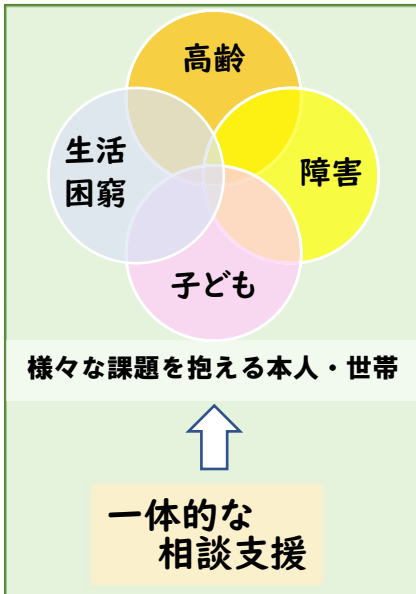 高齢
生活
困窮
障害
子ども
様々な課題を抱える本人・世帯
一体的な
相談支援